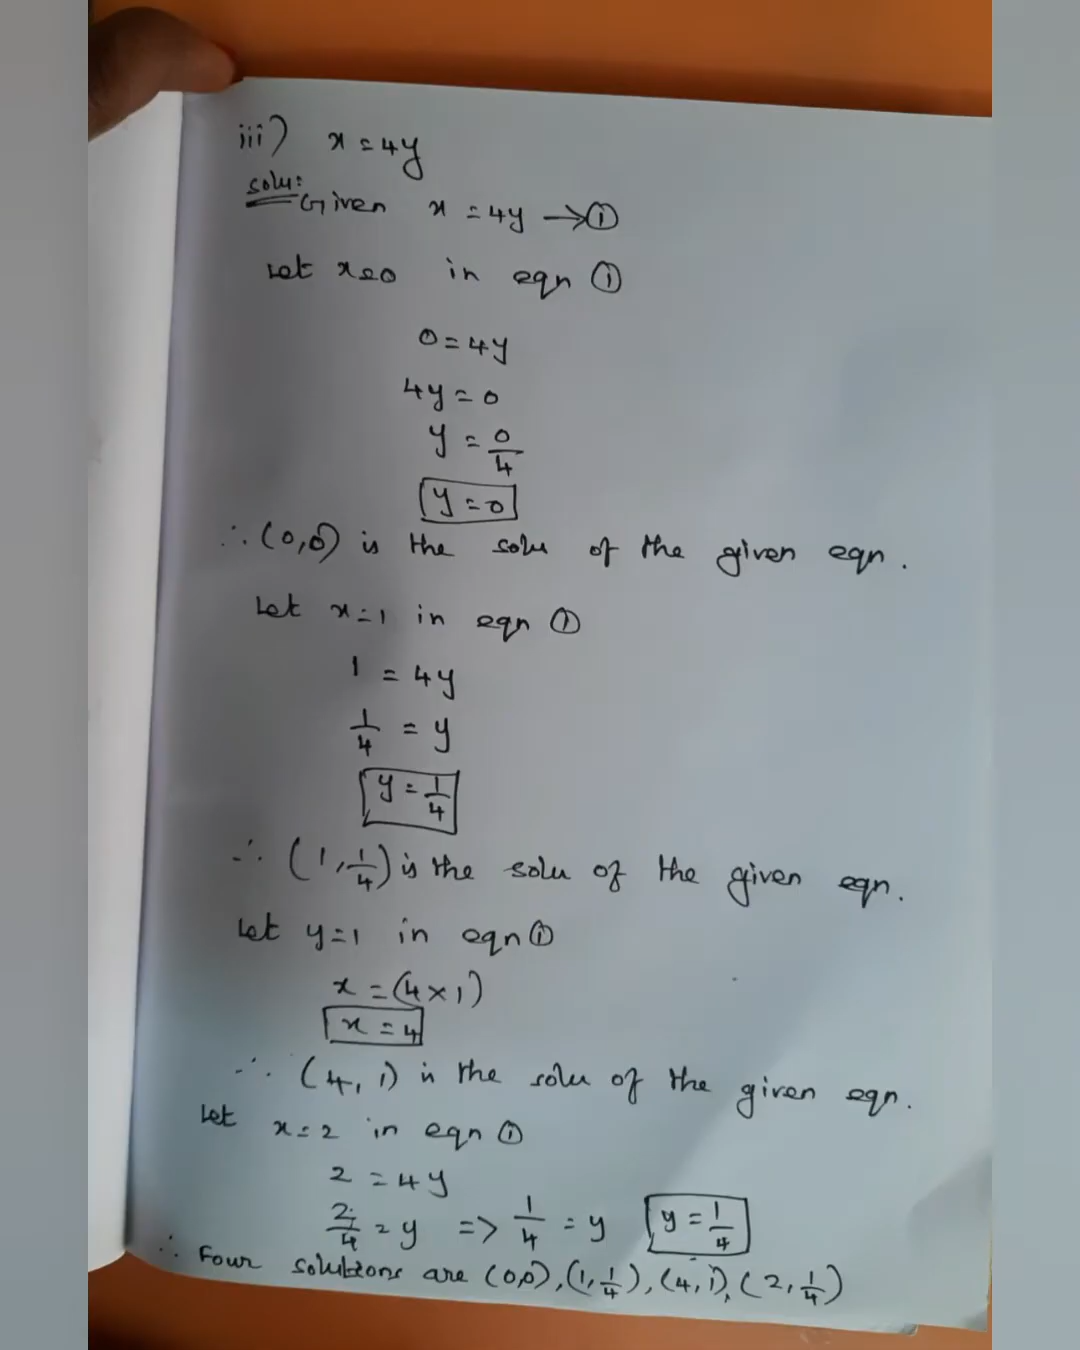 iii) x = 4y
Solu:
Given x = 4y → ①
Let x=0 in eqn ①
0 = 4y
4y = 0
y = 0/4
y = 0
∴ (0,0) is the solu of the given eqn.
Let x=1 in eqn ①
1 = 4y
1/4 = y
y = 1/4
∴ (1, 1/4) is the solu of the given eqn.
Let y=1 in eqn ①
x = (4×1)
x = 4
∴ (4, 1) is the solu of the given eqn.
Let x=2 in eqn ①
2 = 4y
2/4 = y => 1/4 = y y = 1/4
∴ Four solutions are (0,0), (1, 1/4), (4, 1), (2, 1/4)